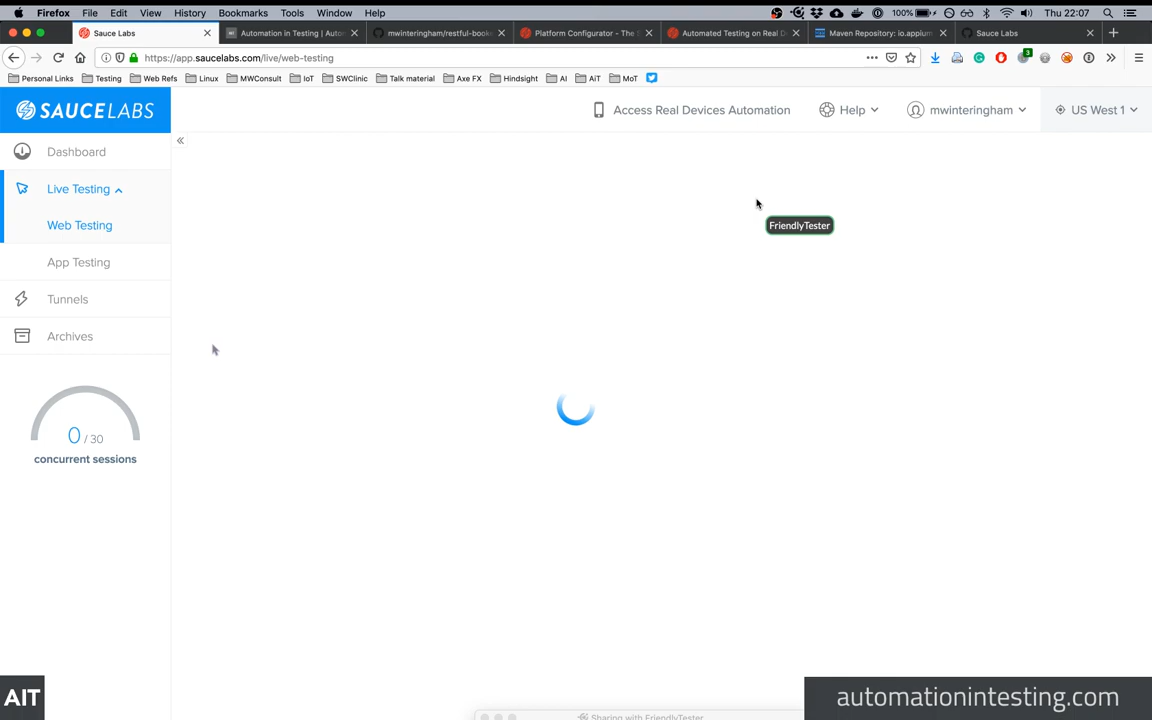 Firefox File Edit View History Bookmarks Tools Window Help 100% Thu 22:07
Sauce Labs Automation in Testing | Autom mwinteringham/restful-booke Platform Configurator - The S Automated Testing on Real D Maven Repository: io.appium Sauce Labs
https://app.saucelabs.com/live/web-testing
Personal Links Testing Web Refs Linux MWConsult IoT SWClinic Talk material Axe FX Hindsight AI AiT MoT
3
SAUCELABS
Access Real Devices Automation Help mwinteringham US West 1
Dashboard
Live Testing
Web Testing
FriendlyTester
App Testing
Tunnels
Archives
0 / 30
concurrent sessions
AIT
automationintesting.com
Sharing with FriendlyTester